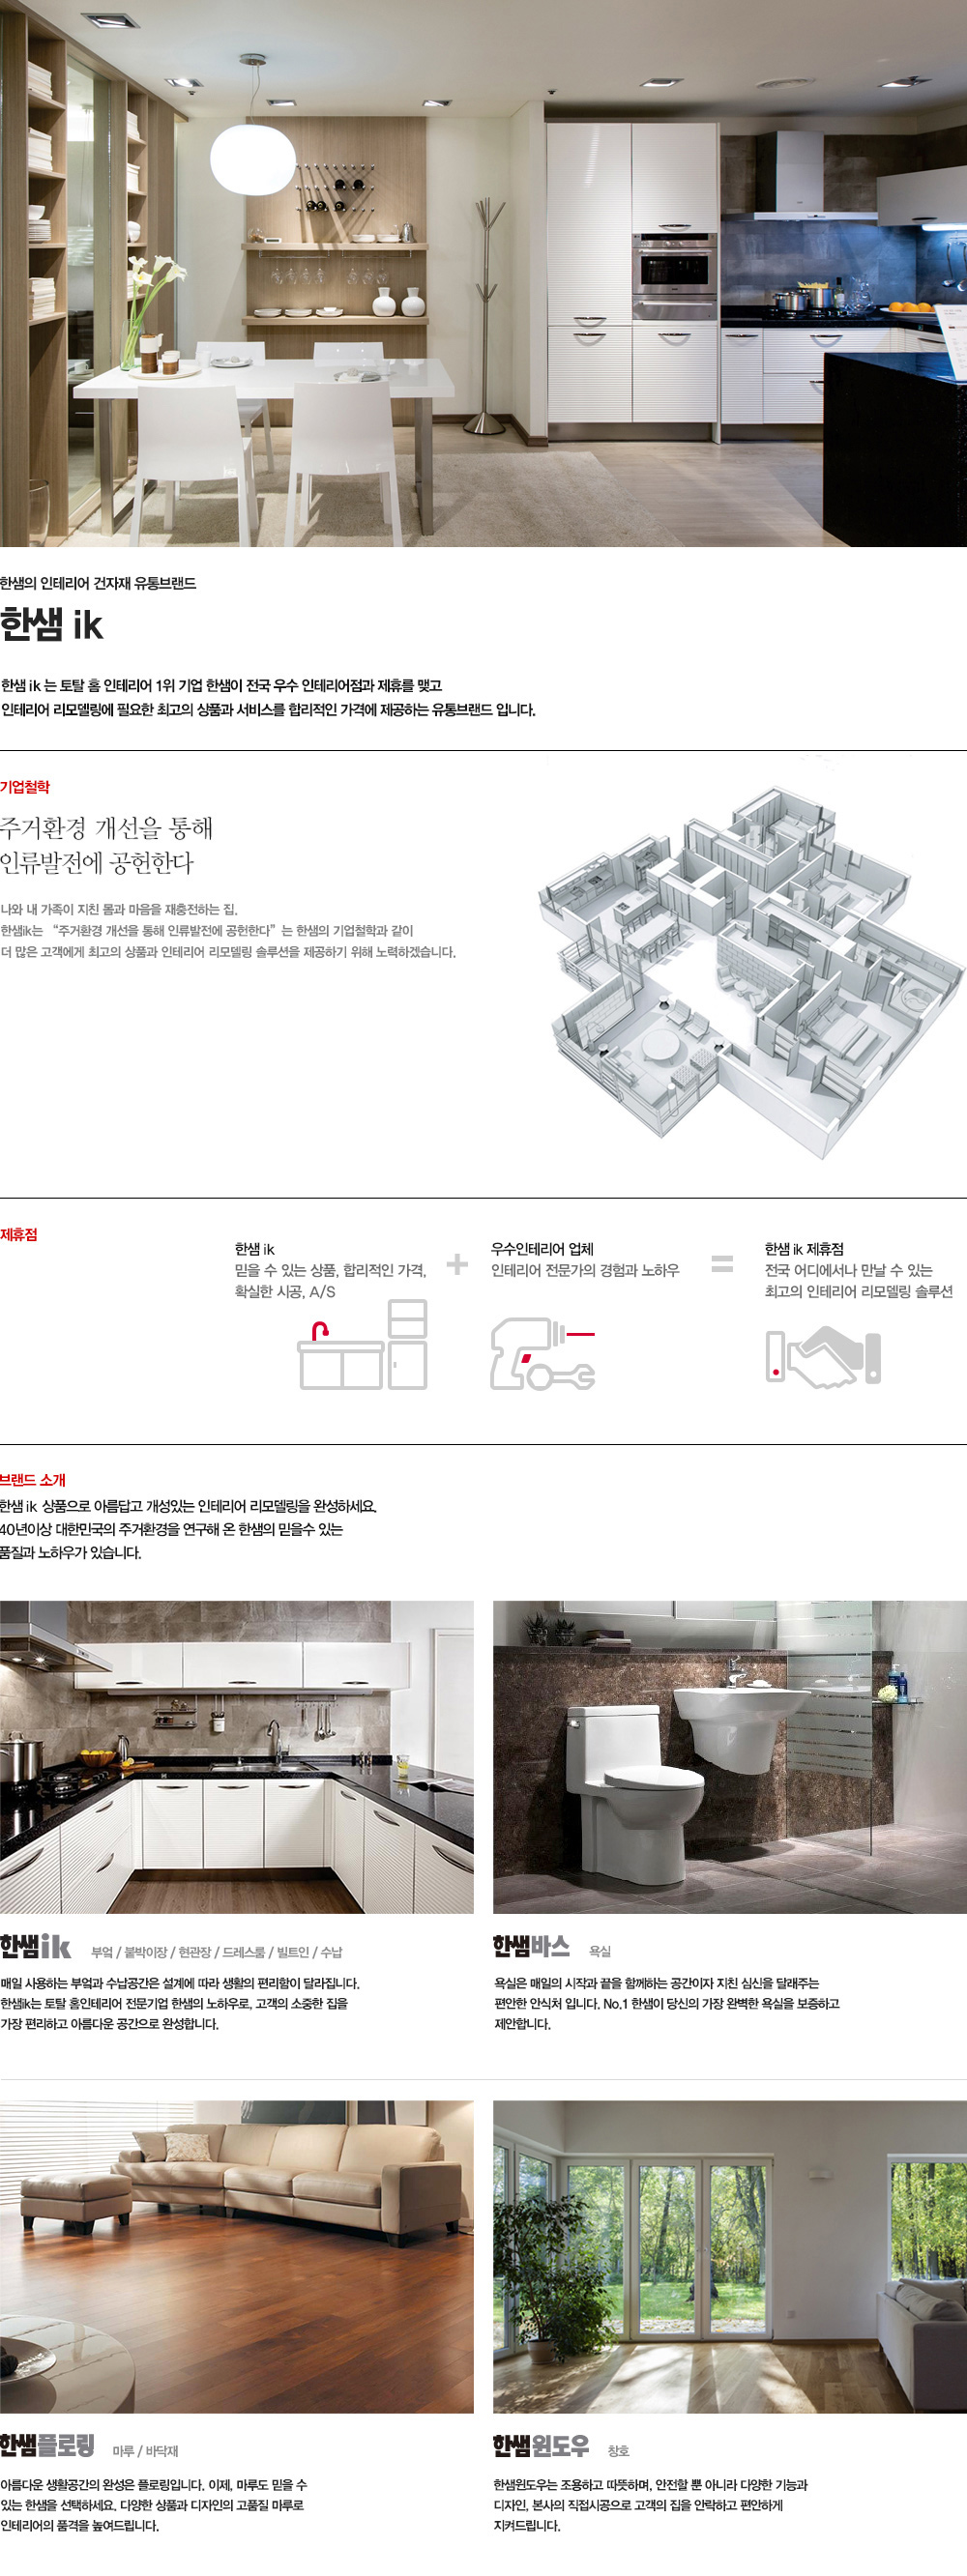 한샘의 인테리어 건자재 유통브랜드
한샘 ik
한샘 ik 는 토탈 홈 인테리어 1위 기업 한샘이 전국 우수 인테리어점과 제휴를 맺고
인테리어 리모델링에 필요한 최고의 상품과 서비스를 합리적인 가격에 제공하는 유통브랜드 입니다.
기업철학
주거환경 개선을 통해
인류발전에 공헌한다
나와 내 가족이 지친 몸과 마음을 재충전하는 집.
한샘ik는 “주거환경 개선을 통해 인류발전에 공헌한다” 는 한샘의 기업철학과 같이
더 많은 고객에게 최고의 상품과 인테리어 리모델링 솔루션을 제공하기 위해 노력하겠습니다.
제휴점
한샘 ik
믿을 수 있는 상품, 합리적인 가격,
확실한 시공, A/S
+
우수인테리어 업체
인테리어 전문가의 경험과 노하우
=
한샘 ik 제휴점
전국 어디에서나 만날 수 있는
최고의 인테리어 리모델링 솔루션
브랜드 소개
한샘 ik 상품으로 아름답고 개성있는 인테리어 리모델링을 완성하세요.
40년이상 대한민국의 주거환경을 연구해 온 한샘의 믿을수 있는
품질과 노하우가 있습니다.
한샘ik 부엌 / 붙박이장 / 현관장 / 드레스룸 / 빌트인 / 수납
매일 사용하는 부엌과 수납공간은 설계에 따라 생활의 편리함이 달라집니다.
한샘ik는 토탈 홈인테리어 전문기업 한샘의 노하우로, 고객의 소중한 집을
가장 편리하고 아름다운 공간으로 완성합니다.
한샘바스 욕실
욕실은 매일의 시작과 끝을 함께하는 공간이자 지친 심신을 달래주는
편안한 안식처 입니다. No.1 한샘이 당신의 가장 완벽한 욕실을 보증하고
제안합니다.
한샘플로링 마루 / 바닥재
아름다운 생활공간의 완성은 플로링입니다. 이제, 마루도 믿을 수
있는 한샘을 선택하세요. 다양한 상품과 디자인의 고품질 마루로
인테리어의 품격을 높여드립니다.
한샘윈도우 창호
한샘윈도우는 조용하고 따뜻하며, 안전할 뿐 아니라 다양한 기능과
디자인, 본사의 직접시공으로 고객의 집을 안락하고 편안하게
지켜드립니다.